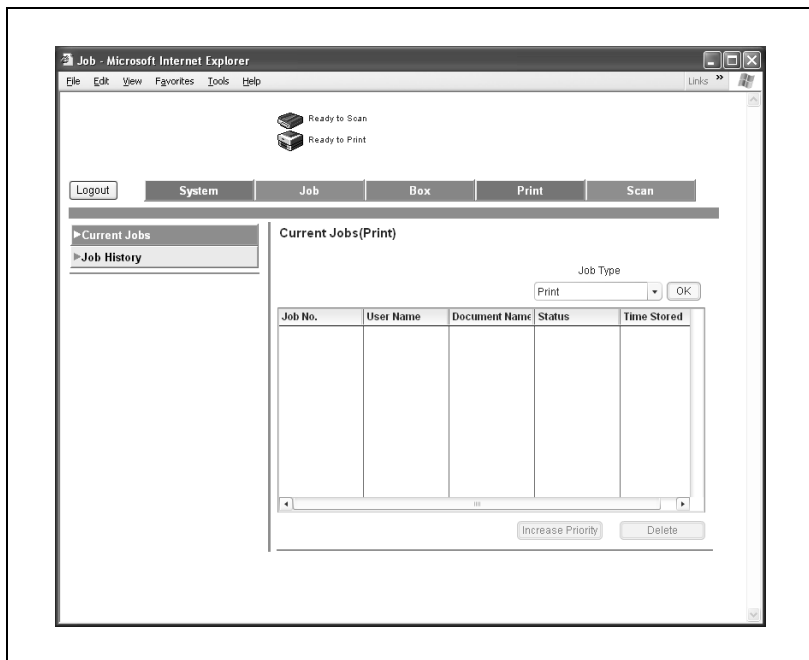 Job - Microsoft Internet Explorer
File Edit View Favorites Tools Help Links »
Ready to Scan
Ready to Print
Logout System Job Box Print Scan
Current Jobs
Job History
Current Jobs(Print)
Job Type
Print OK
Job No. User Name Document Name Status Time Stored
Increase Priority Delete